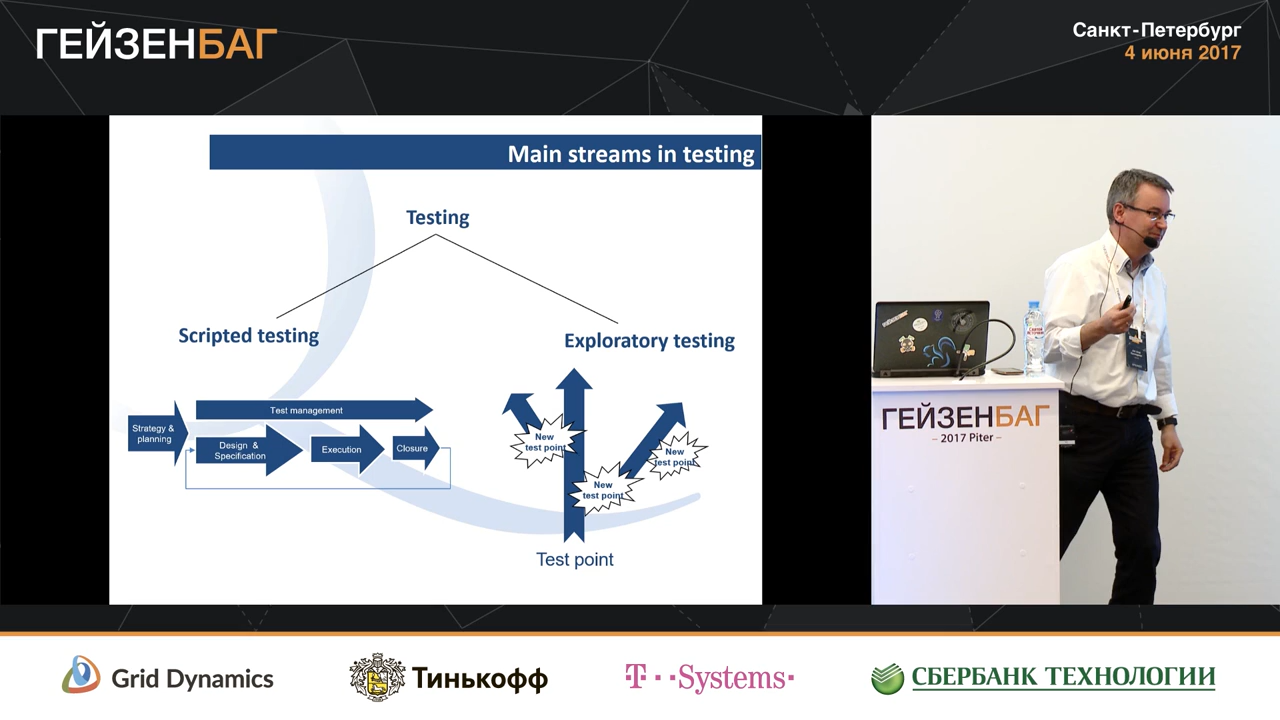 ГЕЙЗЕНБАГ
Санкт-Петербург
4 июня 2017
Main streams in testing
Testing
Scripted testing
Exploratory testing
Strategy &
planning
Test management
Design &
Specification
Execution
Closure
New
test point
New
test point
New
test point
Test point
ГЕЙЗЕНБАГ
– 2017 Piter –
Grid Dynamics
Тинькофф
T··Systems·
СБЕРБАНК ТЕХНОЛОГИИ